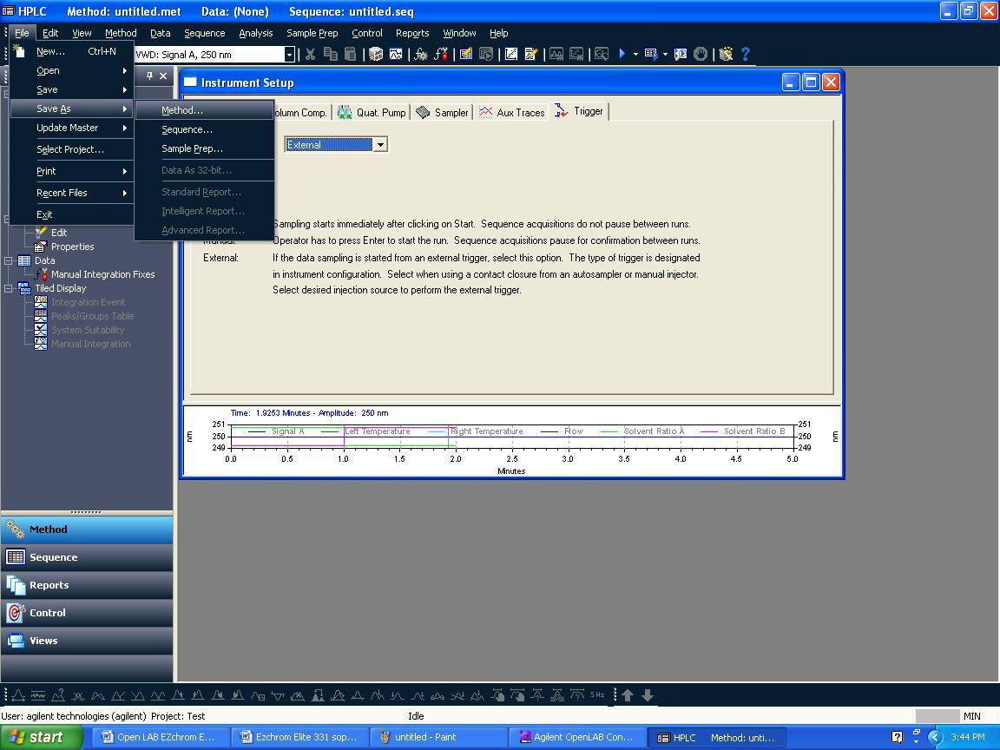 HPLC Method: untitled.met Data: (None) Sequence: untitled.seq
File Edit View Method Data Sequence Analysis Sample Prep Control Reports Window Help
VWD: Signal A, 250 nm
New... Ctrl+N
Open
Save
Save As
Update Master
Select Project...
Print
Recent Files
Exit
Method...
Sequence...
Sample Prep...
Data As 32-bit...
Standard Report...
Intelligent Report...
Advanced Report...
Edit
Properties
Data
Manual Integration Fixes
Tiled Display
Integration Event
Peaks/Groups Table
System Suitability
Manual Integration
Instrument Setup
olumn Comp. Quat. Pump Sampler Aux Traces Trigger
External
Sampling starts immediately after clicking on Start. Sequence acquisitions do not pause between runs.
Manual: Operator has to press Enter to start the run. Sequence acquisitions pause for confirmation between runs.
External: If the data sampling is started from an external trigger, select this option. The type of trigger is designated
in instrument configuration. Select when using a contact closure from an autosampler or manual injector.
Select desired injection source to perform the external trigger.
Time: 1.9253 Minutes - Amplitude: 250 nm
251 Signal A Left Temperature Right Temperature Flow Solvent Ratio A Solvent Ratio B 251
nm 250 250 nm
249 249
0.0 0.5 1.0 1.5 2.0 2.5 3.0 3.5 4.0 4.5 5.0
Minutes
Method
Sequence
Reports
Control
Views
5 Hz
User: agilent technologies (agilent) Project: Test Idle MIN
start Open LAB EZchrom E... Ezchrom Elite 331 sop... untitled - Paint Agilent OpenLAB Con... HPLC Method: unti... 3:44 PM